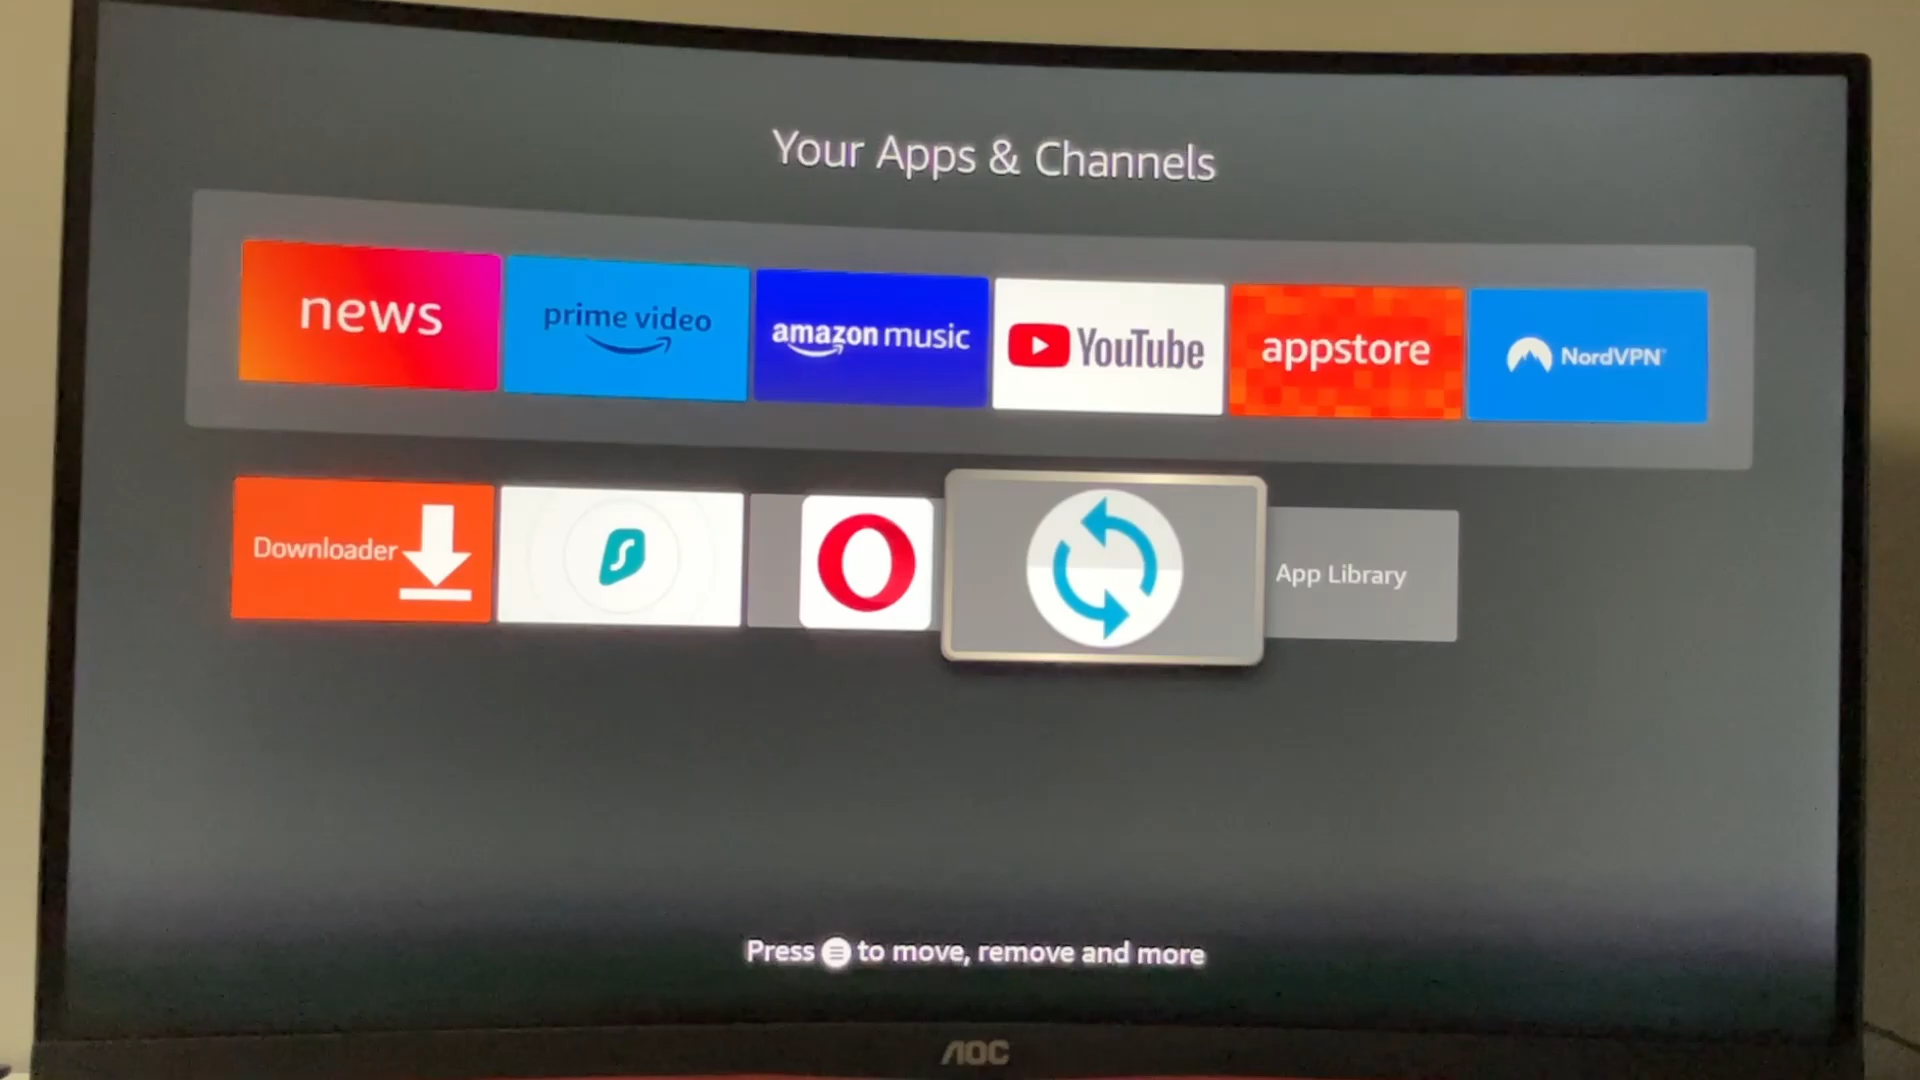 Your Apps & Channels
news
prime video
amazon music
YouTube
appstore
NordVPN
Downloader
App Library
Press to move, remove and more
AOC